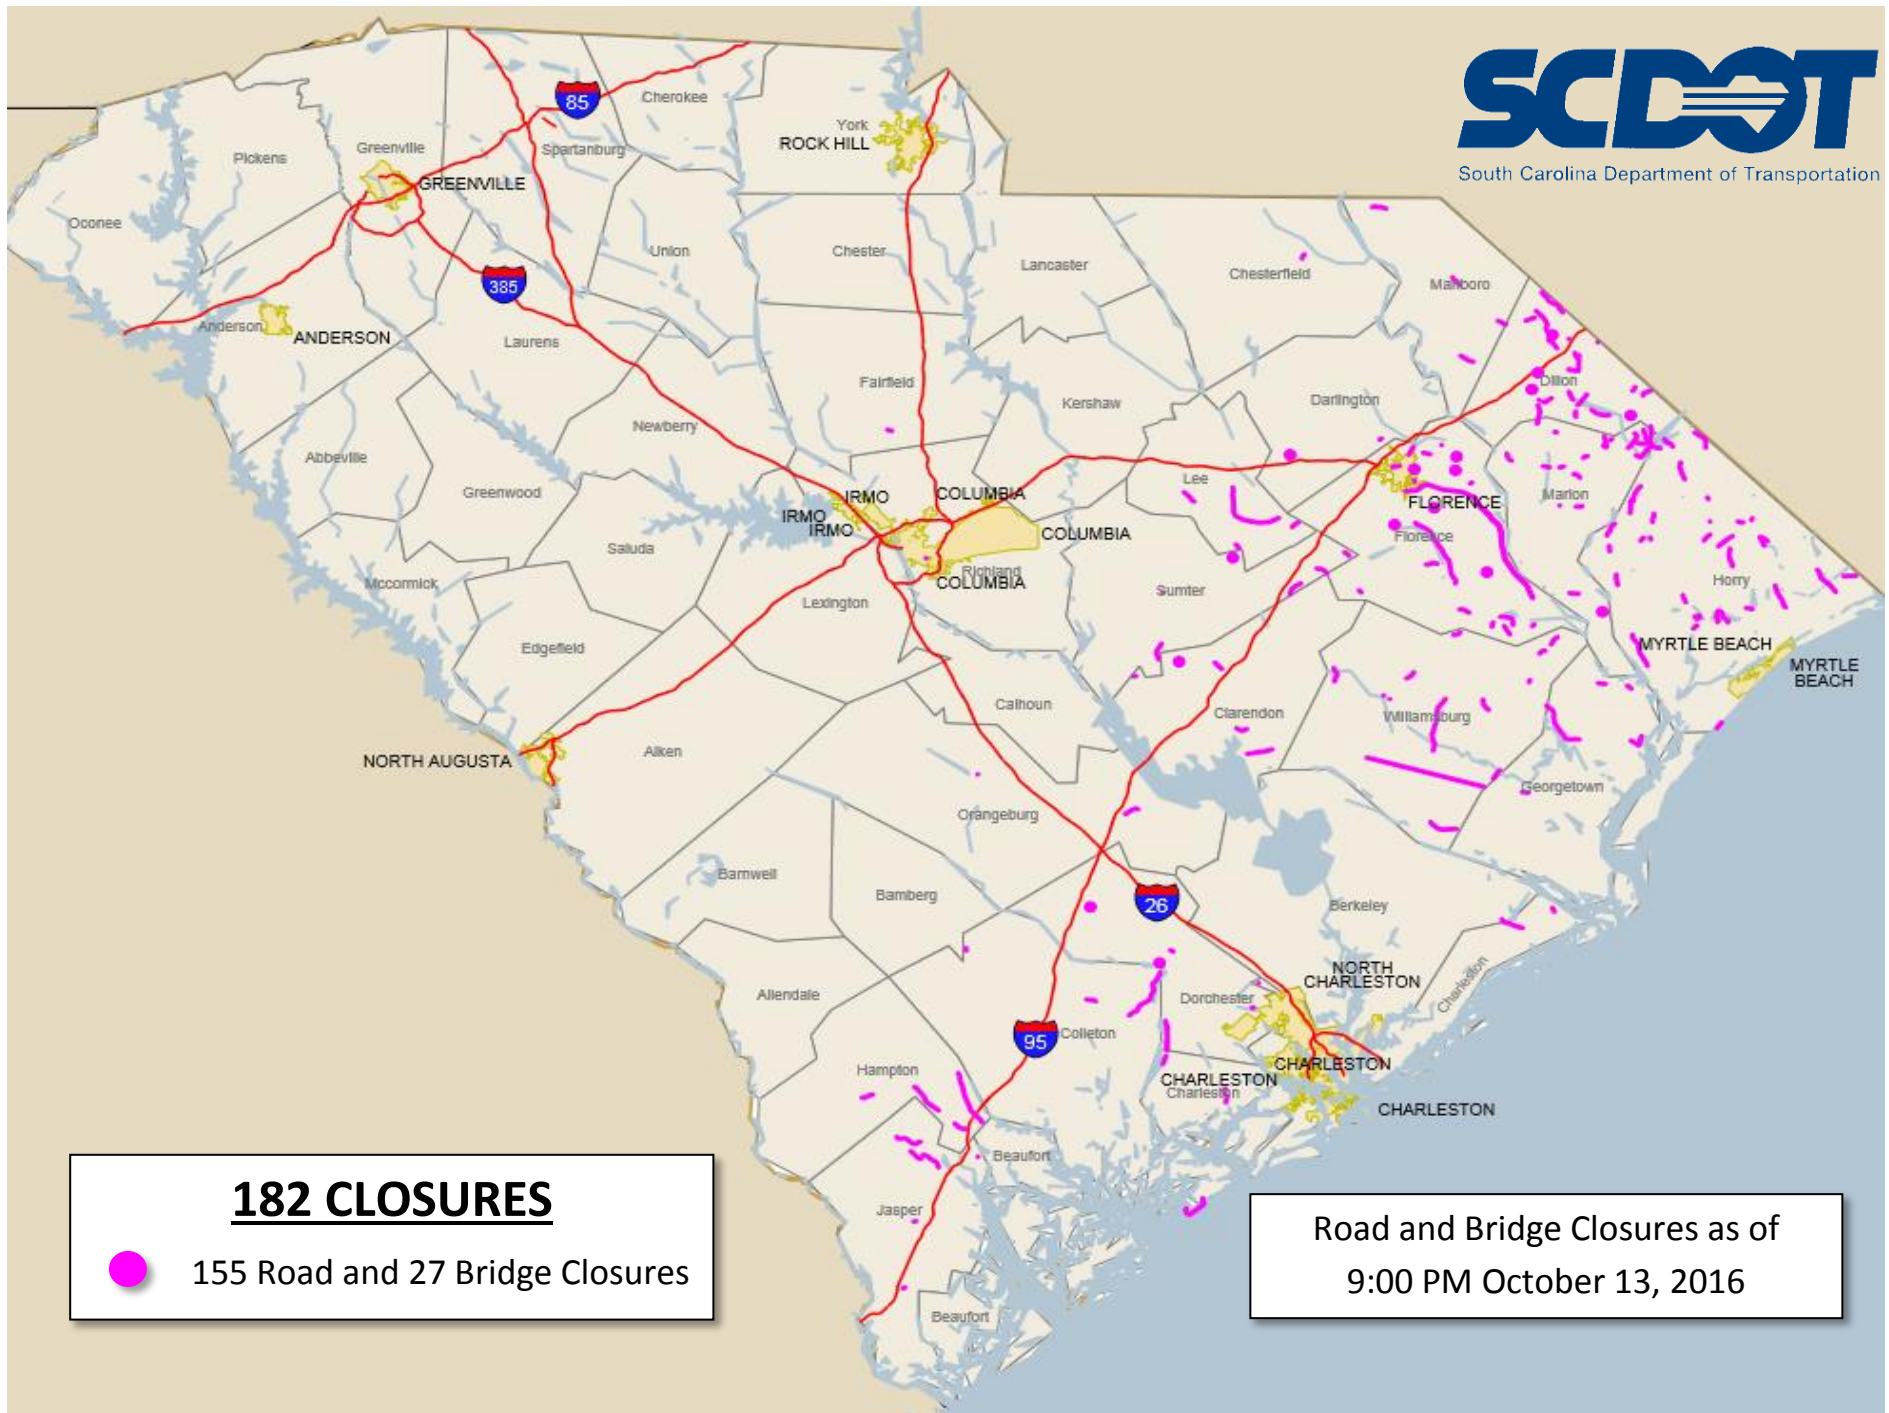 SCDOT
South Carolina Department of Transportation
85
Cherokee
York
ROCK HILL
Pickens
Greenville
Spartanburg
GREENVILLE
Oconee
Union
Chester
Lancaster
Chesterfield
Marlboro
385
Anderson
ANDERSON
Laurens
Fairfield
Kershaw
Darlington
Dillon
Newberry
Abbeville
Greenwood
Lee
IRMO
COLUMBIA
Marion
FLORENCE
IRMO
IRMO
COLUMBIA
Florence
Saluda
Richland
COLUMBIA
Mccormick
Lexington
Sumter
Horry
Edgefield
MYRTLE BEACH
MYRTLE
BEACH
Calhoun
Clarendon
Williamsburg
NORTH AUGUSTA
Aiken
Georgetown
Orangeburg
Barnwell
Bamberg
26
Berkeley
NORTH
CHARLESTON
Charleston
Allendale
Dorchester
95
Colleton
Hampton
CHARLESTON
CHARLESTON
Charleston
CHARLESTON
Beaufort
Jasper
Beaufort
182 CLOSURES
155 Road and 27 Bridge Closures
Road and Bridge Closures as of
9:00 PM October 13, 2016